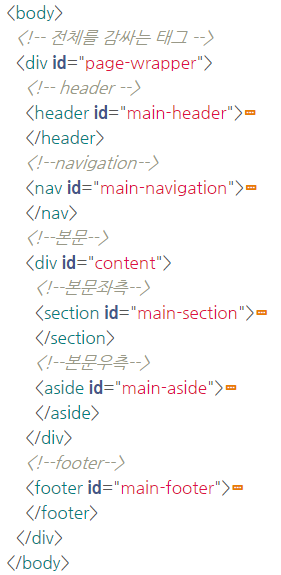 <body>
<!-- 전체를 감싸는 태그 -->
<div id="page-wrapper">
<!-- header -->
<header id="main-header">
</header>
<!--navigation-->
<nav id="main-navigation">
</nav>
<!--본문-->
<div id="content">
<!--본문좌측-->
<section id="main-section">
</section>
<!--본문우측-->
<aside id="main-aside">
</aside>
</div>
<!--footer-->
<footer id="main-footer">
</footer>
</div>
</body>